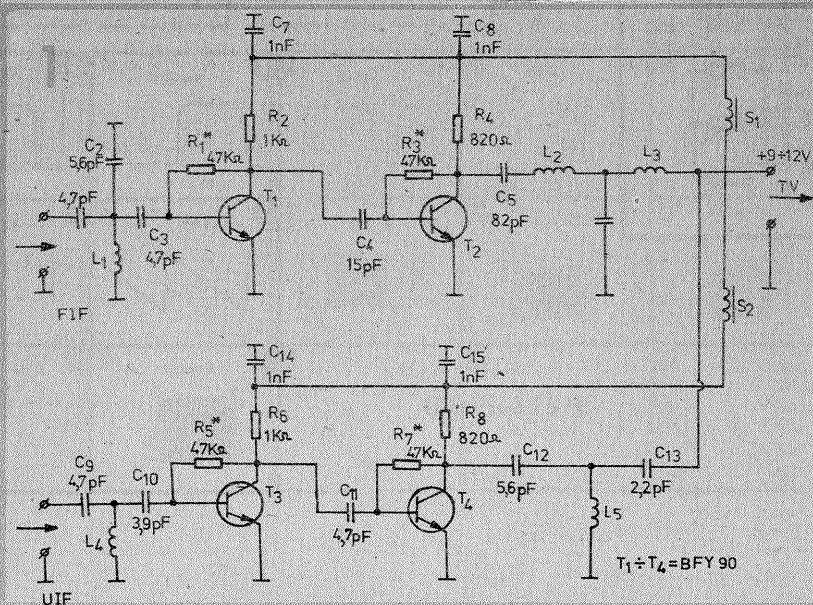 1
C7
1nF
C8
1nF
R2
1KΩ
R4
820Ω
S1
C2
5,6pF
R1*
47KΩ
R3*
47KΩ
L2
L3
+9÷12V
TV
4,7pF
T1
C5
82pF
C3
4,7pF
C4
15pF
T2
L1
S2
FIF
C14
1nF
C15
1nF
R6
1KΩ
R8
820Ω
R5*
47KΩ
R7*
47KΩ
C9
4,7pF
C10
3,9pF
T3
C11
4,7pF
T4
C12
5,6pF
C13
2,2pF
L4
L5
T1÷T4=BFY 90
UIF